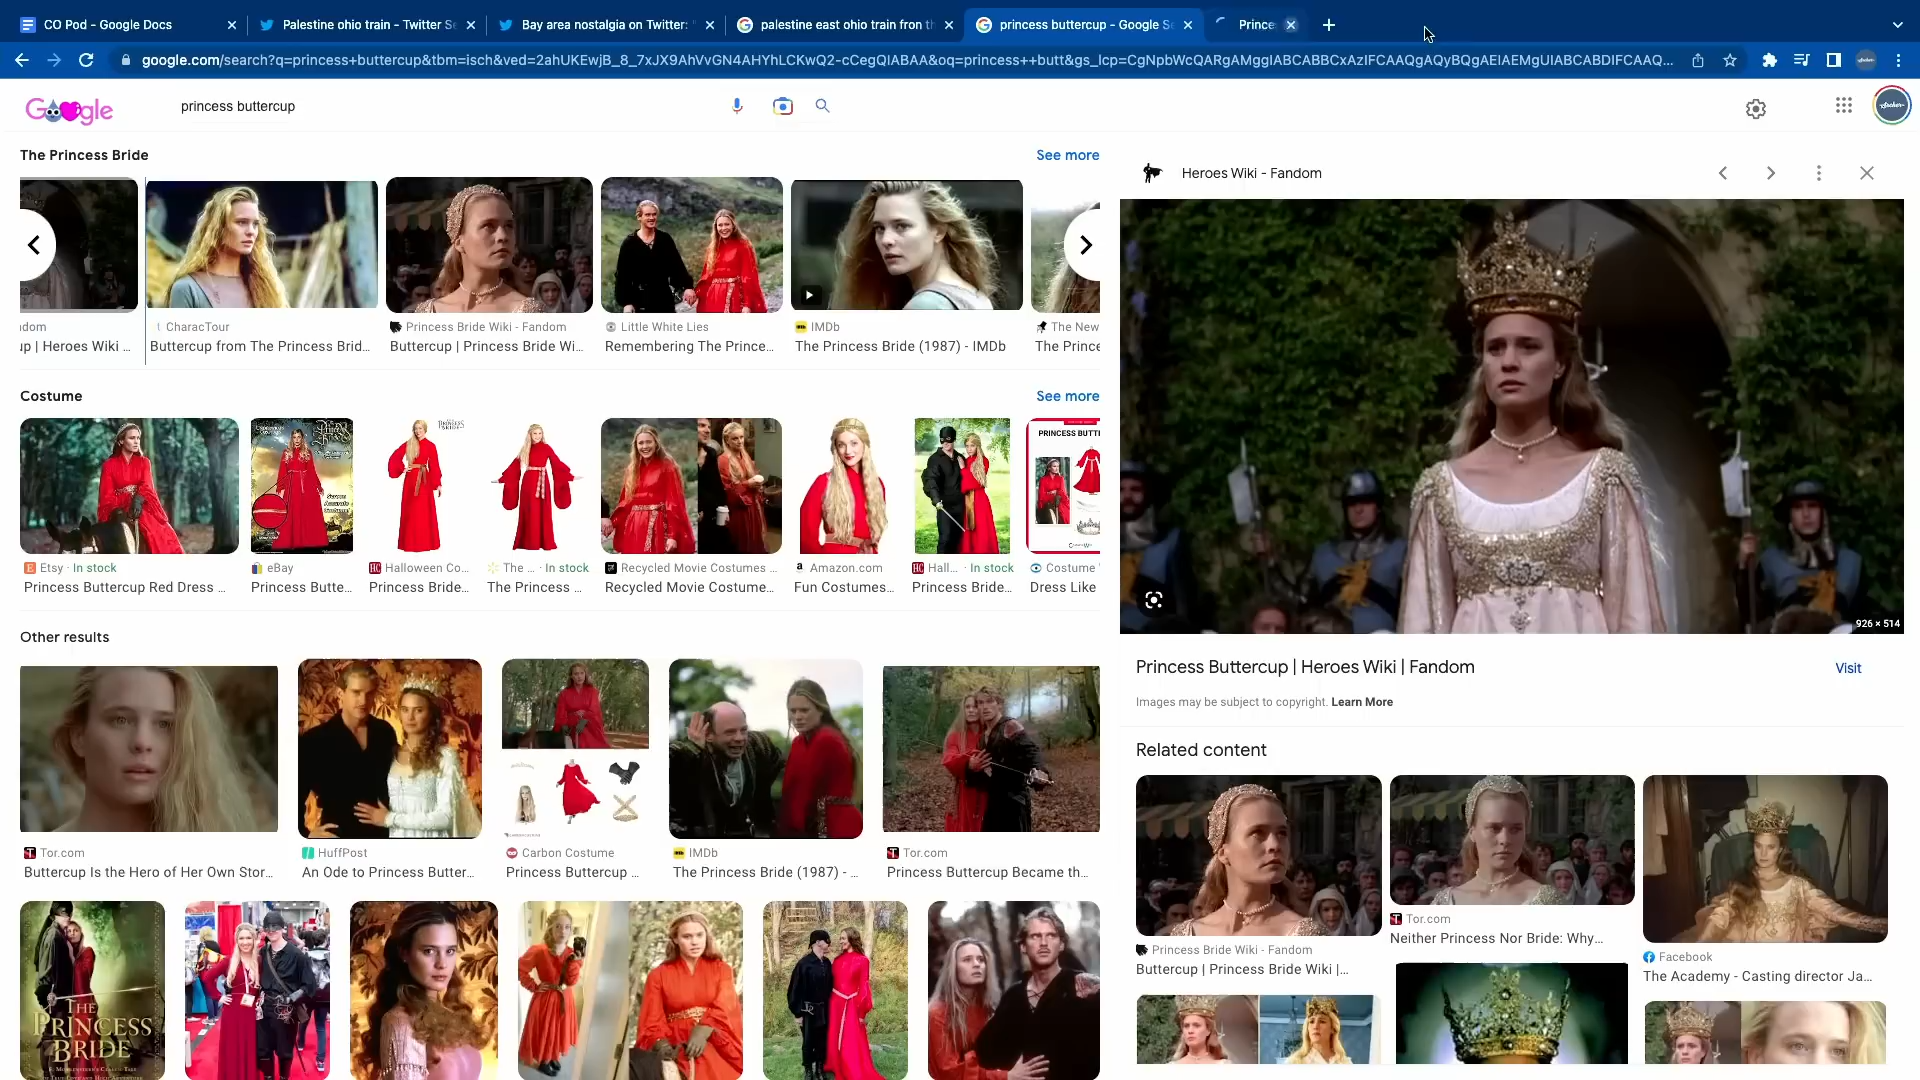 CO Pod - Google Docs
Palestine ohio train - Twitter Se
Bay area nostalgia on Twitter: "
palestine east ohio train fron th
princess buttercup - Google Se
Prince
google.com/search?q=princess+buttercup&tbm=isch&ved=2ahUKEwjB_8_7xJX9AhVvGN4AHYhLCKwQ2-cCegQIABAA&oq=princess++butt&gs_lcp=CgNpbWcQARgAMggIABCABBCxAzIFCAAQgAQyBQgAEIAEMgUIABCABDIFCAAQ...
Google
princess buttercup
The Princess Bride
See more
ndom
CharacTour
Princess Bride Wiki - Fandom
Little White Lies
IMDb
The New
up | Heroes Wiki ...
Buttercup from The Princess Brid...
Buttercup | Princess Bride Wi...
Remembering The Prince...
The Princess Bride (1987) - IMDb
The Prince
Costume
See more
PRINCESS BUTT
Etsy · In stock
eBay
Halloween Co...
The ... · In stock
Recycled Movie Costumes ...
Amazon.com
Hall... · In stock
Costume
Princess Buttercup Red Dress ...
Princess Butte...
Princess Bride...
The Princess ...
Recycled Movie Costume...
Fun Costumes...
Princess Bride...
Dress Like
Other results
Tor.com
HuffPost
Carbon Costume
IMDb
Tor.com
Buttercup Is the Hero of Her Own Stor...
An Ode to Princess Butter...
Princess Buttercup ...
The Princess Bride (1987) - ...
Princess Buttercup Became th...
THE
PRINCESS
BRIDE
Heroes Wiki - Fandom
926 × 514
Princess Buttercup | Heroes Wiki | Fandom
Visit
Images may be subject to copyright. Learn More
Related content
Princess Bride Wiki - Fandom
Buttercup | Princess Bride Wiki |...
Tor.com
Neither Princess Nor Bride: Why...
Facebook
The Academy - Casting director Ja...